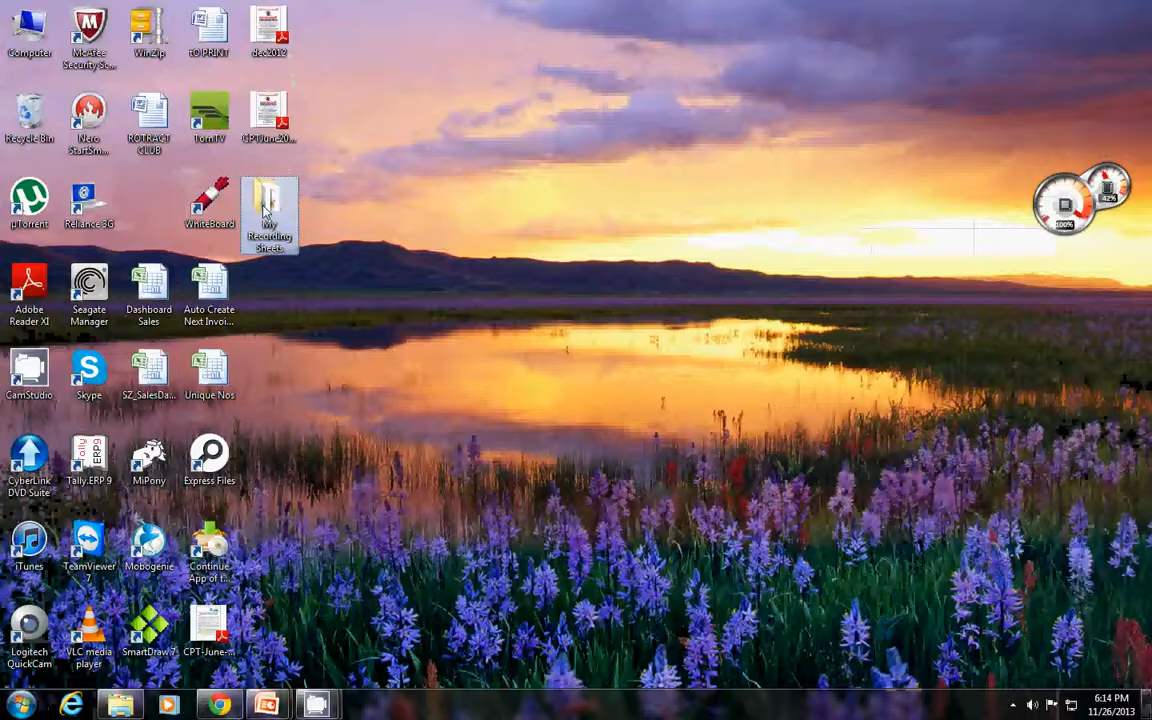 Computer
McAfee
Security Sc...
WinZip
tO PRINT
dec2012
Recycle Bin
Nero
StartSm...
ROTRACT
CLUB
TornTV
CPTJune20...
µTorrent
Reliance 3G
WhiteBoard
My
Recording
Sheets
42%
100%
Adobe
Reader XI
Seagate
Manager
Dashboard
Sales
Auto Create
Next Invoi...
CamStudio
Skype
SZ_SalesDa...
Unique Nos
CyberLink
DVD Suite
Tally.ERP 9
MiPony
Express Files
iTunes
TeamViewer
7
Mobogenie
Continue
App of t...
Logitech
QuickCam
VLC media
player
SmartDraw 7
CPT-June-...
6:14 PM
11/26/2013